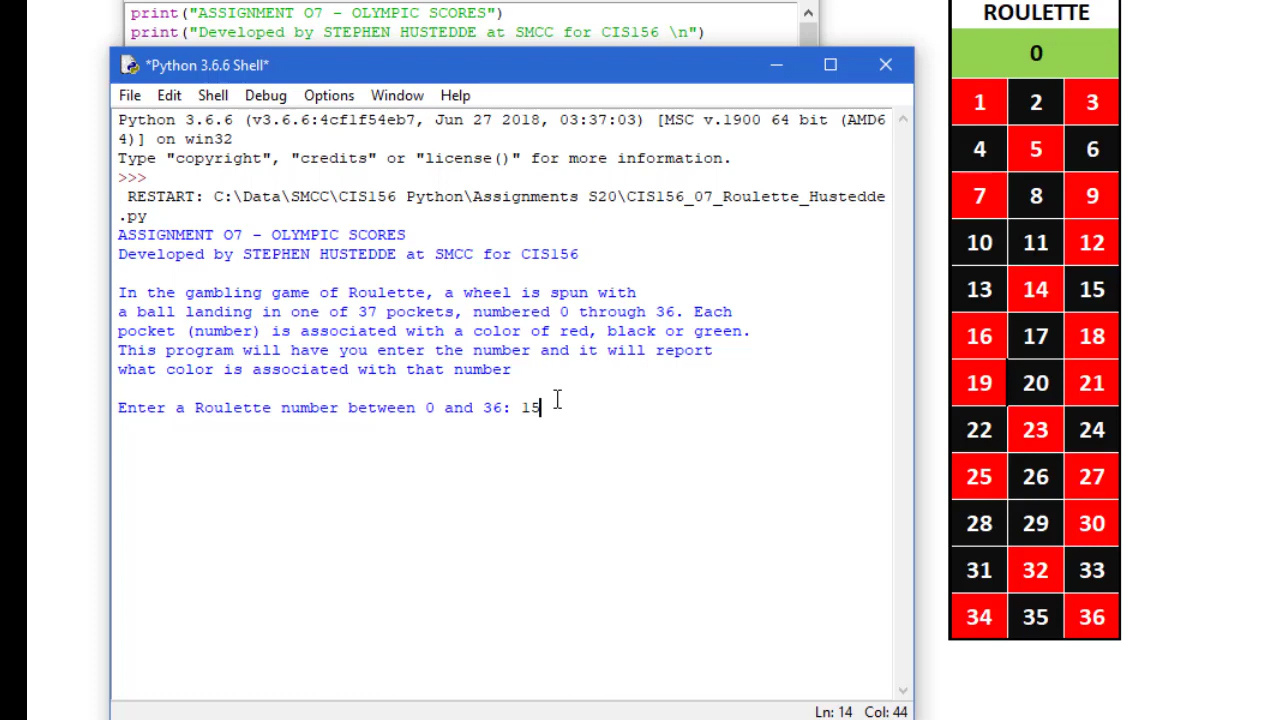 print("ASSIGNMENT O7 - OLYMPIC SCORES")
print("Developed by STEPHEN HUSTEDDE at SMCC for CIS156 \n")
*Python 3.6.6 Shell*
File Edit Shell Debug Options Window Help
Python 3.6.6 (v3.6.6:4cf1f54eb7, Jun 27 2018, 03:37:03) [MSC v.1900 64 bit (AMD6
4)] on win32
Type "copyright", "credits" or "license()" for more information.
>>>
RESTART: C:\Data\SMCC\CIS156 Python\Assignments S20\CIS156_07_Roulette_Hustedde
.py
ASSIGNMENT O7 - OLYMPIC SCORES
Developed by STEPHEN HUSTEDDE at SMCC for CIS156
In the gambling game of Roulette, a wheel is spun with
a ball landing in one of 37 pockets, numbered 0 through 36. Each
pocket (number) is associated with a color of red, black or green.
This program will have you enter the number and it will report
what color is associated with that number
Enter a Roulette number between 0 and 36: 15
Ln: 14 Col: 44
ROULETTE
0
1 2 3
4 5 6
7 8 9
10 11 12
13 14 15
16 17 18
19 20 21
22 23 24
25 26 27
28 29 30
31 32 33
34 35 36